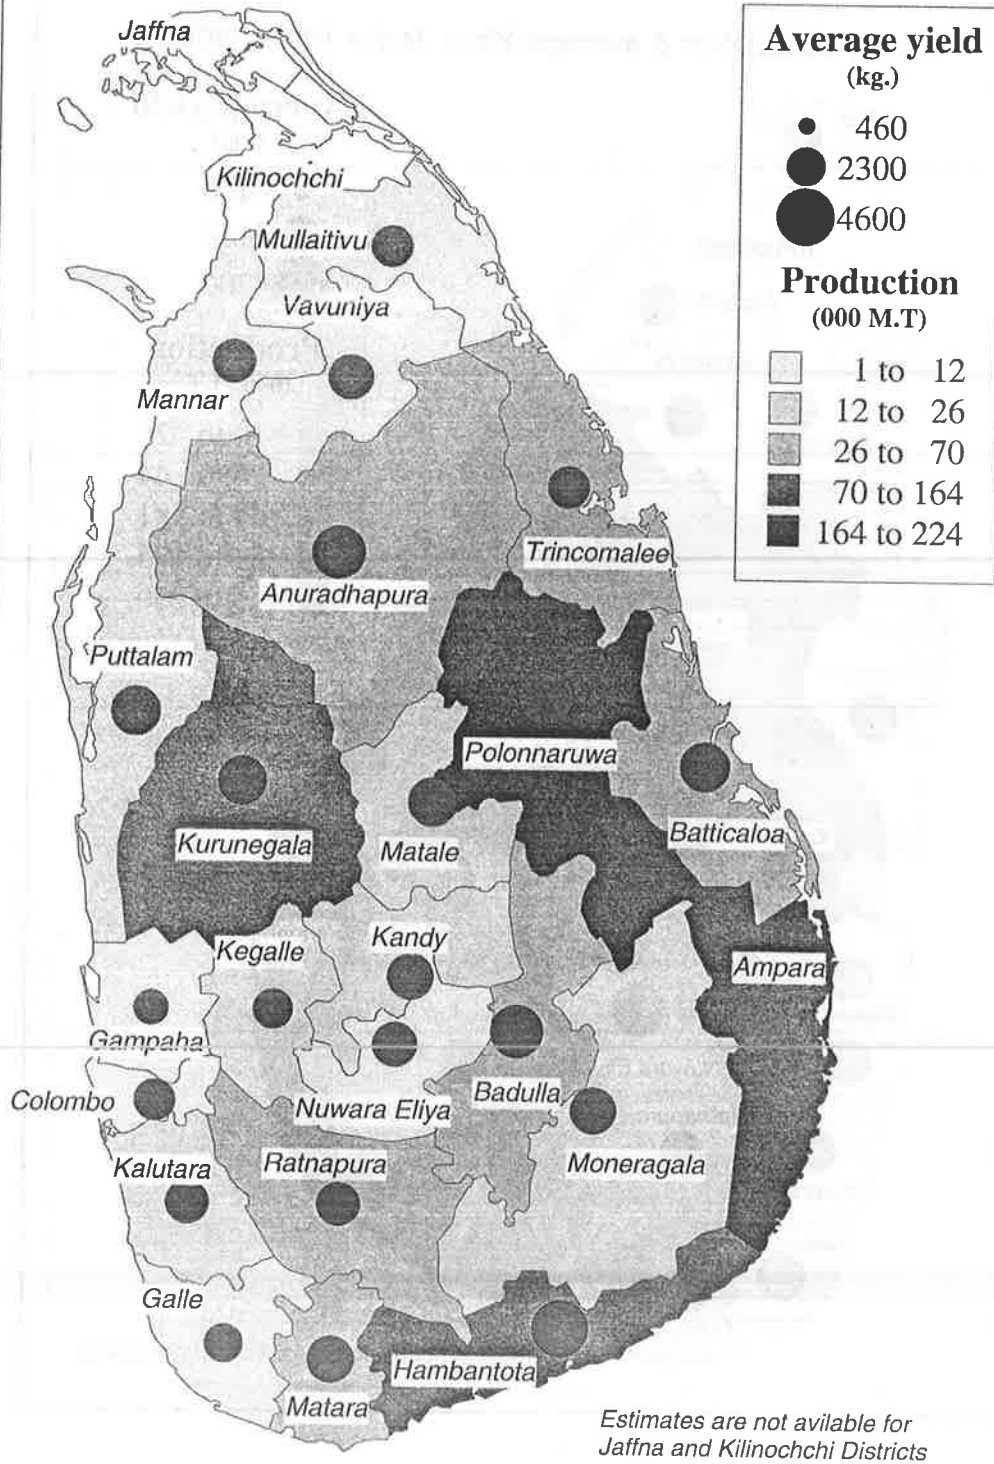 Jaffna
Kilinochchi
Mullaitivu
Vavuniya
Mannar
Trincomalee
Anuradhapura
Puttalam
Polonnaruwa
Kurunegala
Matale
Batticaloa
Kandy
Kegalle
Ampara
Gampaha
Colombo
Nuwara Eliya
Badulla
Kalutara
Ratnapura
Moneragala
Galle
Hambantota
Matara
Average yield
(kg.)
460
2300
4600
Production
(000 M.T)
1 to 12
12 to 26
26 to 70
70 to 164
164 to 224
Estimates are not avilable for
Jaffna and Kilinochchi Districts